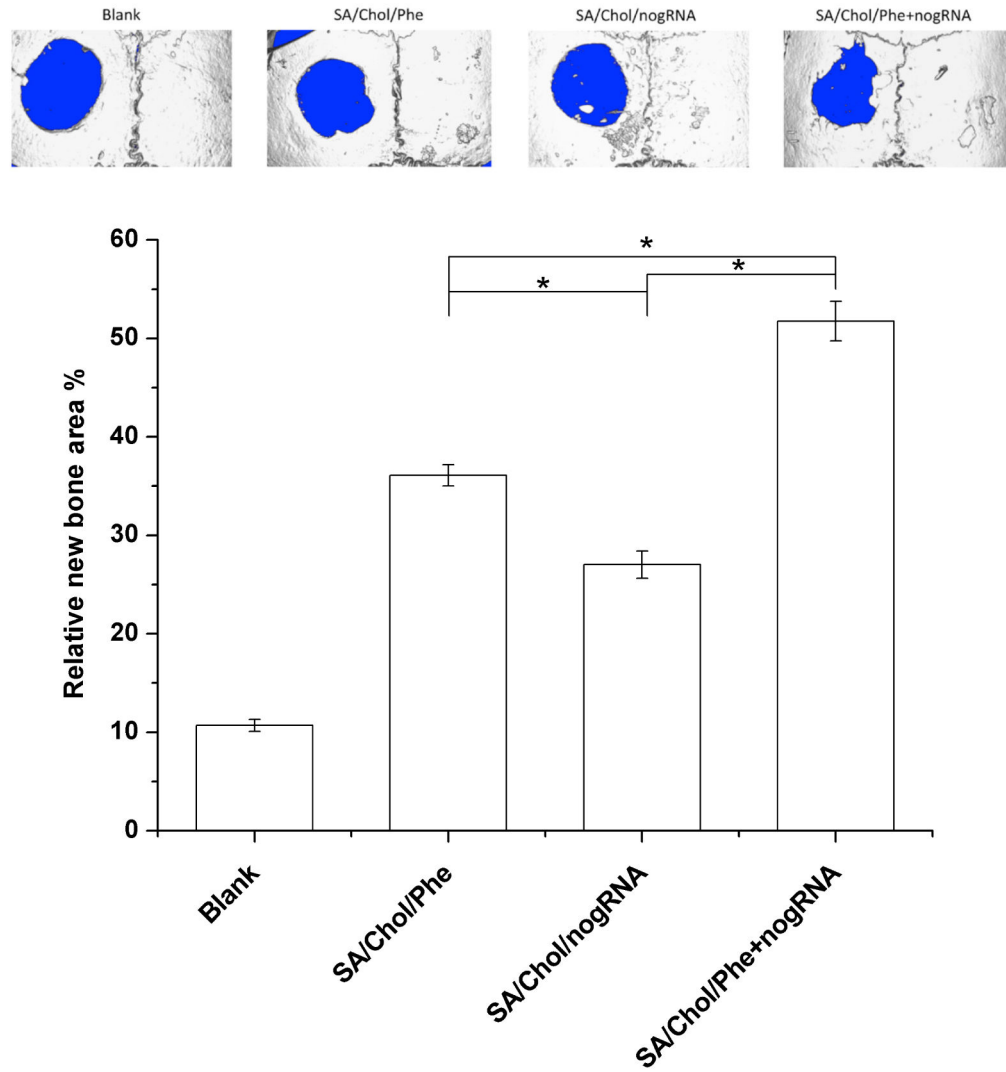 Blank
SA/Chol/Phe
SA/Chol/nogRNA
SA/Chol/Phe+nogRNA
60
50
40
30
20
10
0
Relative new bone area %
*
*
*
Blank
SA/Chol/Phe
SA/Chol/nogRNA
SA/Chol/Phe+nogRNA